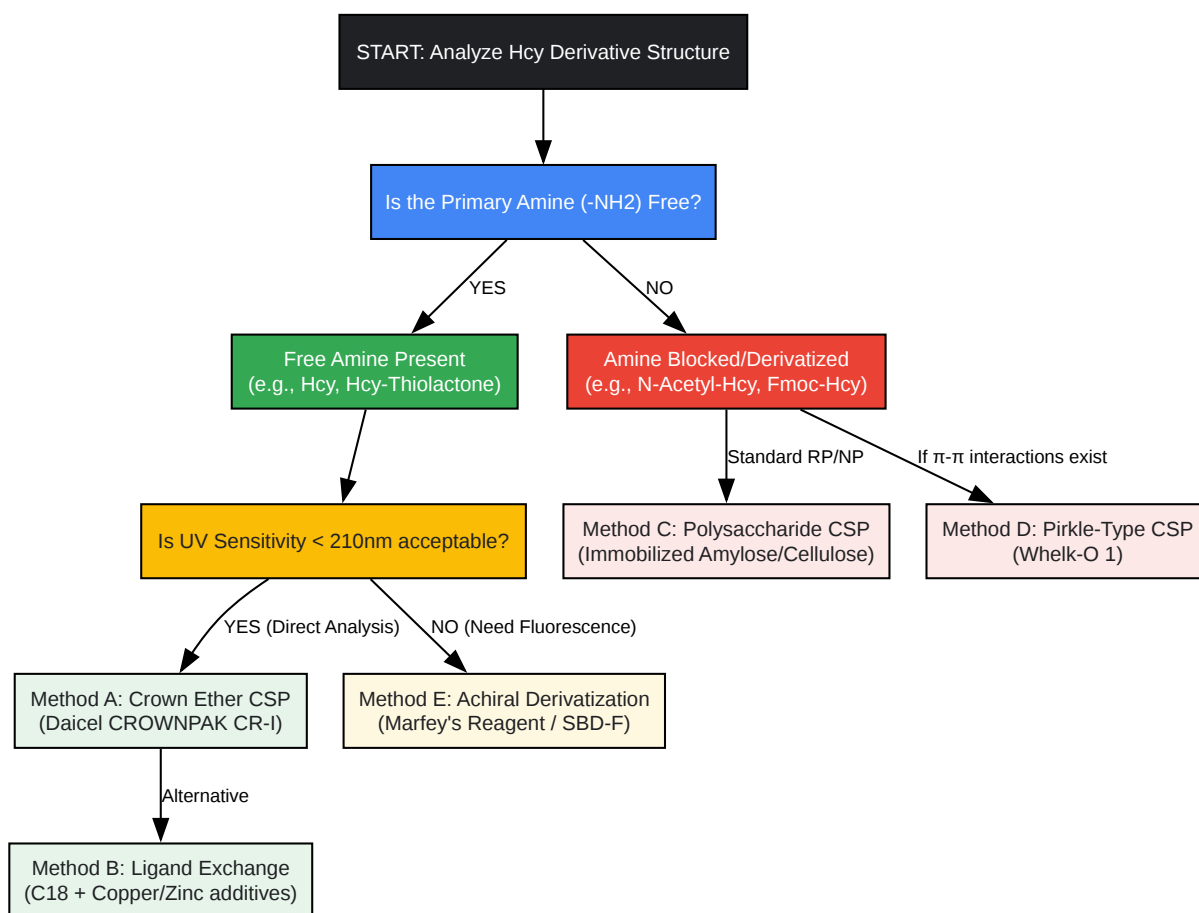 START: Analyze Hcy Derivative Structure
Is the Primary Amine (-NH2) Free?
YES
NO
Free Amine Present
(e.g., Hcy, Hcy-Thiolactone)
Amine Blocked/Derivatized
(e.g., N-Acetyl-Hcy, Fmoc-Hcy)
Standard RP/NP
If π-π interactions exist
Is UV Sensitivity < 210nm acceptable?
Method C: Polysaccharide CSP
(Immobilized Amylose/Cellulose)
Method D: Pirkle-Type CSP
(Whelk-O 1)
YES (Direct Analysis)
NO (Need Fluorescence)
Method A: Crown Ether CSP
(Daicel CROWNPAK CR-I)
Method E: Achiral Derivatization
(Marfey's Reagent / SBD-F)
Alternative
Method B: Ligand Exchange
(C18 + Copper/Zinc additives)